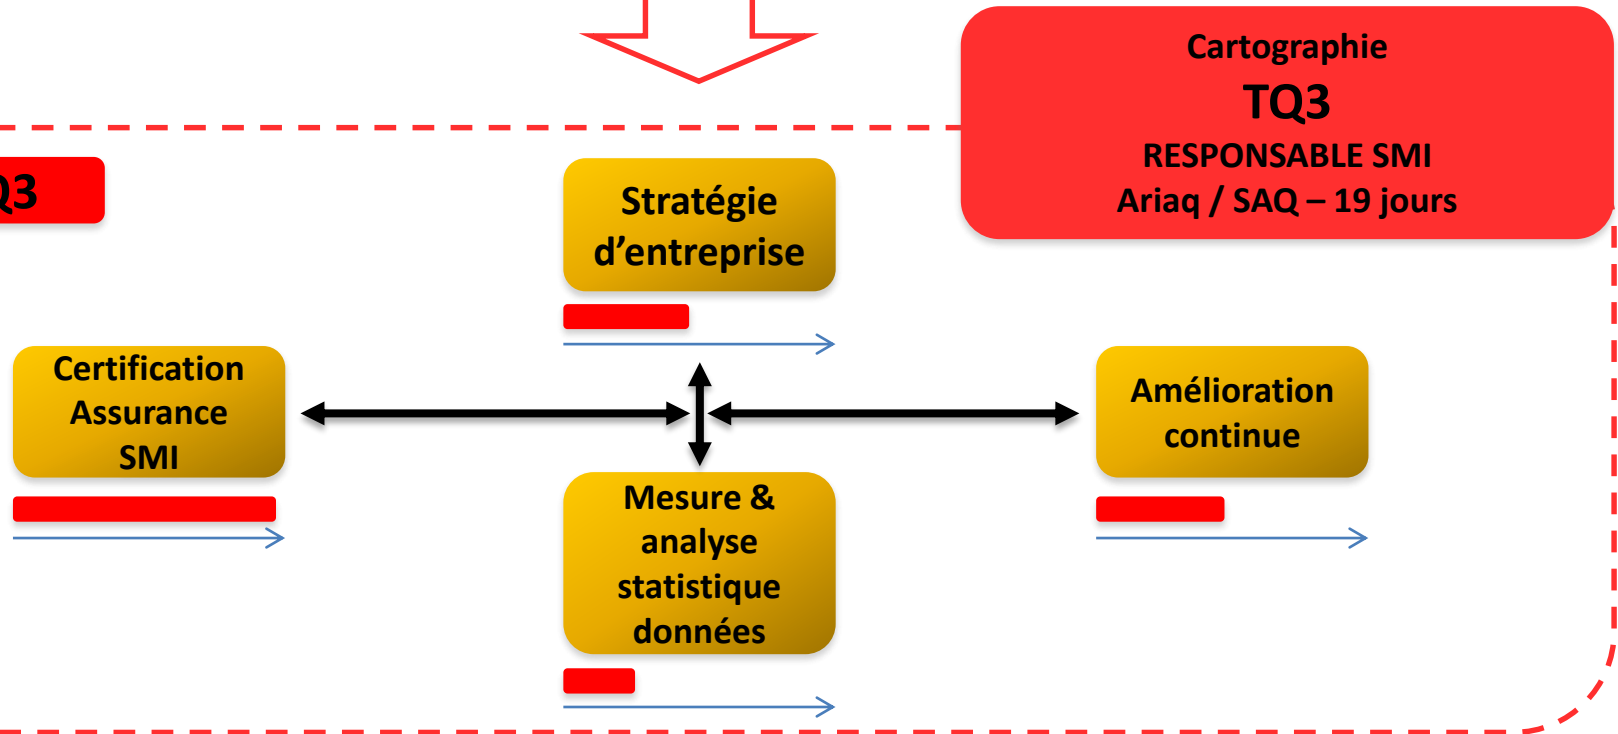 Cartographie
TQ3
RESPONSABLE SMI
Ariaq / SAQ – 19 jours
Q3
Stratégie
d’entreprise
Certification
Assurance
SMI
Amélioration
continue
Mesure &
analyse
statistique
données